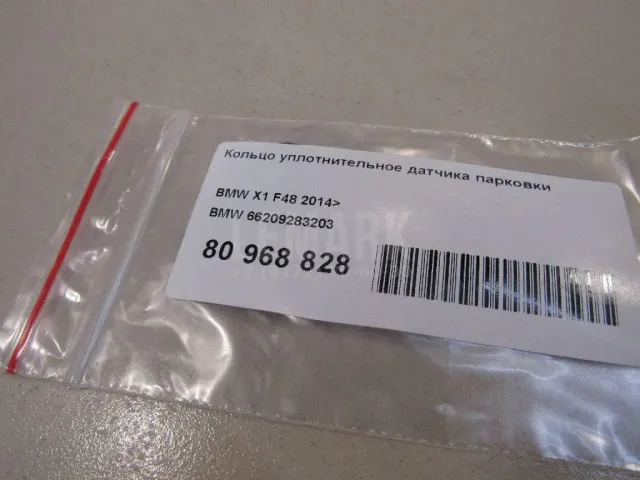 Кольцо уплотнительное датчика парковки
BMW X1 F48 2014>
BMW 66209283203
80 968 828